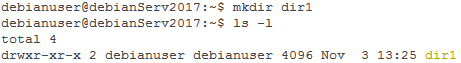 debianuser@debianServ2017:~$ mkdir dir1
debianuser@debianServ2017:~$ ls -l
total 4
drwxr-xr-x 2 debianuser debianuser 4096 Nov  3 13:25 dir1